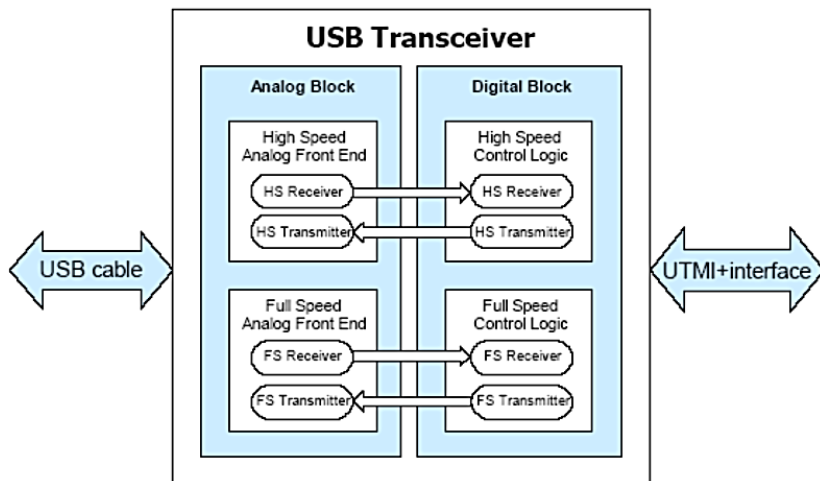 USB Transceiver
Analog Block
High Speed
Analog Front End
HS Receiver
HS Transmitter
Full Speed
Analog Front End
FS Receiver
FS Transmitter
Digital Block
High Speed
Control Logic
HS Receiver
HS Transmitter
Full Speed
Control Logic
FS Receiver
FS Transmitter
USB cable
UTMI+interface